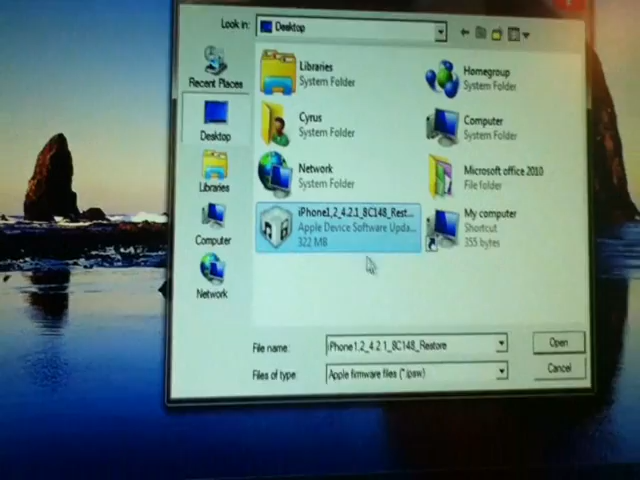 Look in:
Desktop
Recent Places
Desktop
Libraries
Computer
Network
Libraries
System Folder
Homegroup
System Folder
Cyrus
System Folder
Computer
System Folder
Network
System Folder
Microsoft office 2010
File folder
iPhone1,2_4.2.1_8C148_Rest...
Apple Device Software Upda...
322 MB
My computer
Shortcut
355 bytes
File name:
iPhone1,2_4.2.1_8C148_Restore
Open
Files of type:
Apple firmware files (*.ipsw)
Cancel